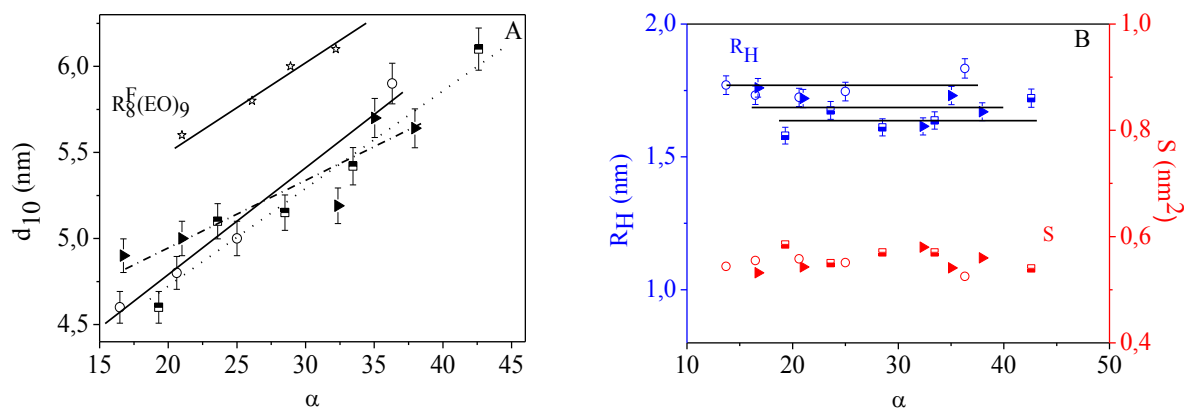 A
R8F(EO)9
6,0
5,5
5,0
4,5
d10 (nm)
15 20 25 30 35 40 45
α
B
RH
2,0
1,5
1,0
RH (nm)
1,0
0,8
0,6
0,4
S (nm2)
S
10 20 30 40 50
α